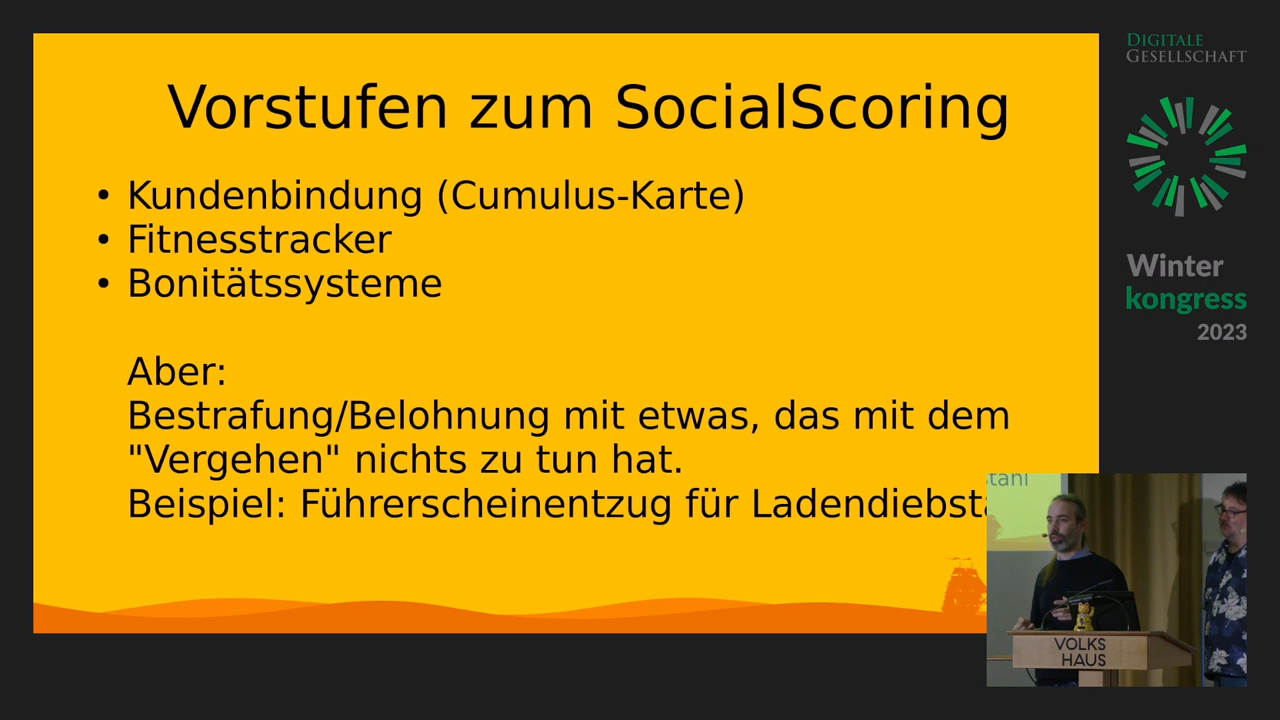 Vorstufen zum SocialScoring
• Kundenbindung (Cumulus-Karte)
• Fitnesstracker
• Bonitätssysteme
Aber:
Bestrafung/Belohnung mit etwas, das mit dem
"Vergehen" nichts zu tun hat.
Beispiel: Führerscheinentzug für Ladendiebsta
DIGITALE
GESELLSCHAFT
Winter
kongress
2023
stahl
VOLKS
HAUS